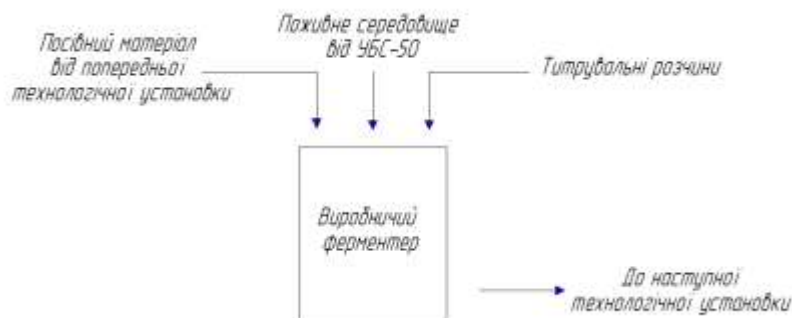 Посівний матеріал
від попередньої
технологічної установки
Поживне середовище
від УБС-50
Титрувальні розчини
Виробничий
ферментер
До наступної
технологічної установки